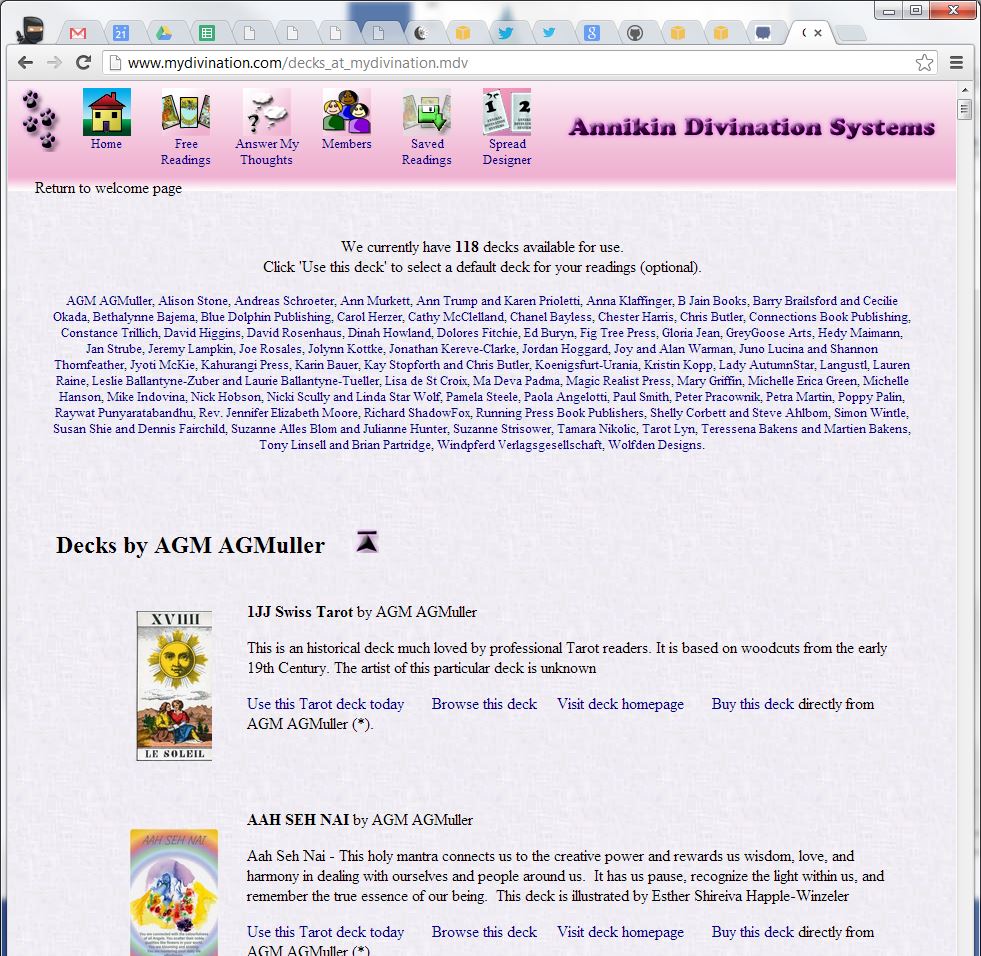 21
www.mydivination.com/decks_at_mydivination.mdv
Home
Free
Readings
Answer My
Thoughts
Members
Saved
Readings
Spread
Designer
Annikin Divination Systems
Return to welcome page
We currently have 118 decks available for use.
Click 'Use this deck' to select a default deck for your readings (optional).
AGM AGMuller, Alison Stone, Andreas Schroeter, Ann Murkett, Ann Trump and Karen Prioletti, Anna Klaffinger, B Jain Books, Barry Brailsford and Cecilie
Okada, Bethalynne Bajema, Blue Dolphin Publishing, Carol Herzer, Cathy McClelland, Chanel Bayless, Chester Harris, Chris Butler, Connections Book Publishing,
Constance Trillich, David Higgins, David Rosenhaus, Dinah Howland, Dolores Fitchie, Ed Buryn, Fig Tree Press, Gloria Jean, GreyGoose Arts, Hedy Maimann,
Jan Strube, Jeremy Lampkin, Joe Rosales, Jolynn Kottke, Jonathan Kereve-Clarke, Jordan Hoggard, Joy and Alan Warman, Juno Lucina and Shannon
Thornfeather, Jyoti McKie, Kahurangi Press, Karin Bauer, Kay Stopforth and Chris Butler, Koenigsfurt-Urania, Kristin Kopp, Lady AutumnStar, Langustl, Lauren
Raine, Leslie Ballantyne-Zuber and Laurie Ballantyne-Tueller, Lisa de St Croix, Ma Deva Padma, Magic Realist Press, Mary Griffin, Michelle Erica Green, Michelle
Hanson, Mike Indovina, Nick Hobson, Nicki Scully and Linda Star Wolf, Pamela Steele, Paola Angelotti, Paul Smith, Peter Pracownik, Petra Martin, Poppy Palin,
Raywat Punyaratabandhu, Rev. Jennifer Elizabeth Moore, Richard ShadowFox, Running Press Book Publishers, Shelly Corbett and Steve Ahlbom, Simon Wintle,
Susan Shie and Dennis Fairchild, Suzanne Alles Blom and Julianne Hunter, Suzanne Strisower, Tamara Nikolic, Tarot Lyn, Teressena Bakens and Martien Bakens,
Tony Linsell and Brian Partridge, Windpferd Verlagsgesellschaft, Wolfden Designs.
Decks by AGM AGMuller
XVIIII
LE SOLEIL
1JJ Swiss Tarot by AGM AGMuller
This is an historical deck much loved by professional Tarot readers. It is based on woodcuts from the early
19th Century. The artist of this particular deck is unknown
Use this Tarot deck today Browse this deck Visit deck homepage Buy this deck directly from
AGM AGMuller (*).
AAH SEH NAI
AAH SEH NAI by AGM AGMuller
Aah Seh Nai - This holy mantra connects us to the creative power and rewards us wisdom, love, and
harmony in dealing with ourselves and people around us. It has us pause, recognize the light within us, and
remember the true essence of our being. This deck is illustrated by Esther Shireiva Happle-Winzeler
Use this Tarot deck today Browse this deck Visit deck homepage Buy this deck directly from
AGM AGMuller (*)